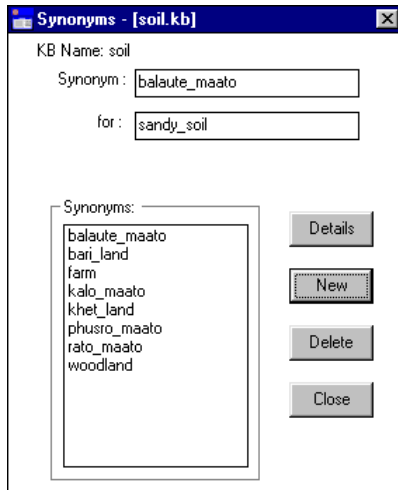 Synonyms - [soil.kb]
KB Name: soil
Synonym : balaute_maato
for : sandy_soil
Synonyms:
balaute_maato
bari_land
farm
kalo_maato
khet_land
phusro_maato
rato_maato
woodland
Details
New
Delete
Close